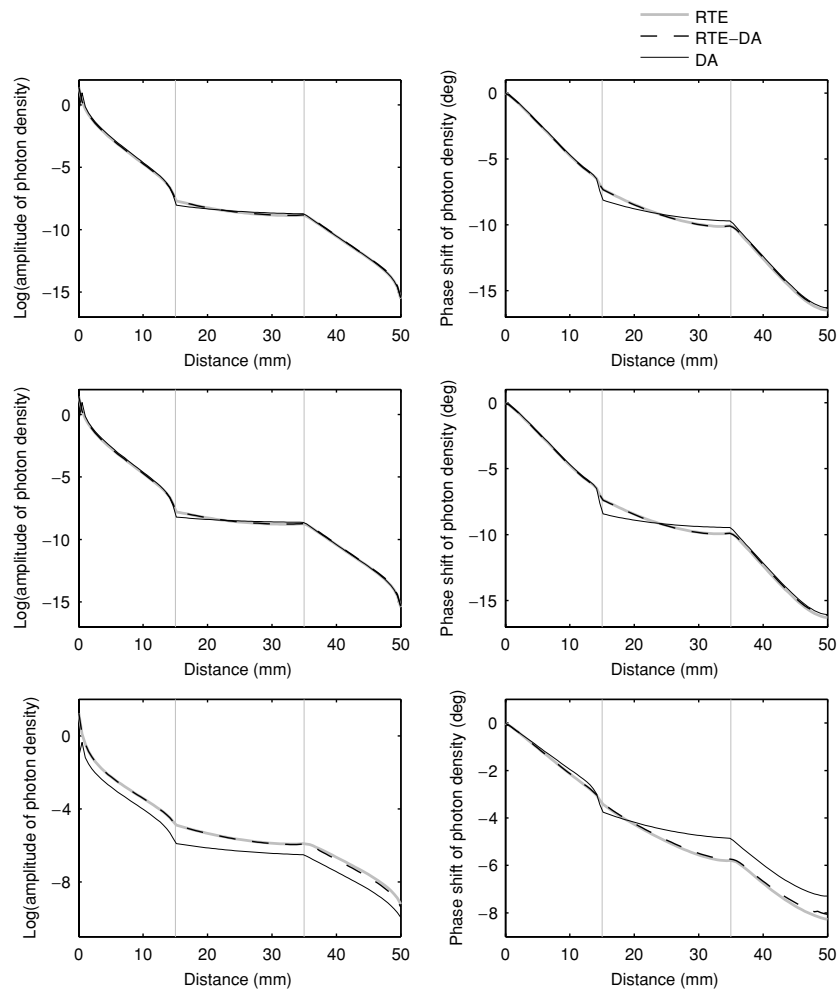 RTE
RTE−DA
DA
Log(amplitude of photon density)
0
−5
−10
−15
0 10 20 30 40 50
Distance (mm)
Phase shift of photon density (deg)
0
−5
−10
−15
0 10 20 30 40 50
Distance (mm)
Log(amplitude of photon density)
0
−5
−10
−15
0 10 20 30 40 50
Distance (mm)
Phase shift of photon density (deg)
0
−5
−10
−15
0 10 20 30 40 50
Distance (mm)
Log(amplitude of photon density)
0
−4
−8
0 10 20 30 40 50
Distance (mm)
Phase shift of photon density (deg)
0
−2
−4
−6
−8
0 10 20 30 40 50
Distance (mm)